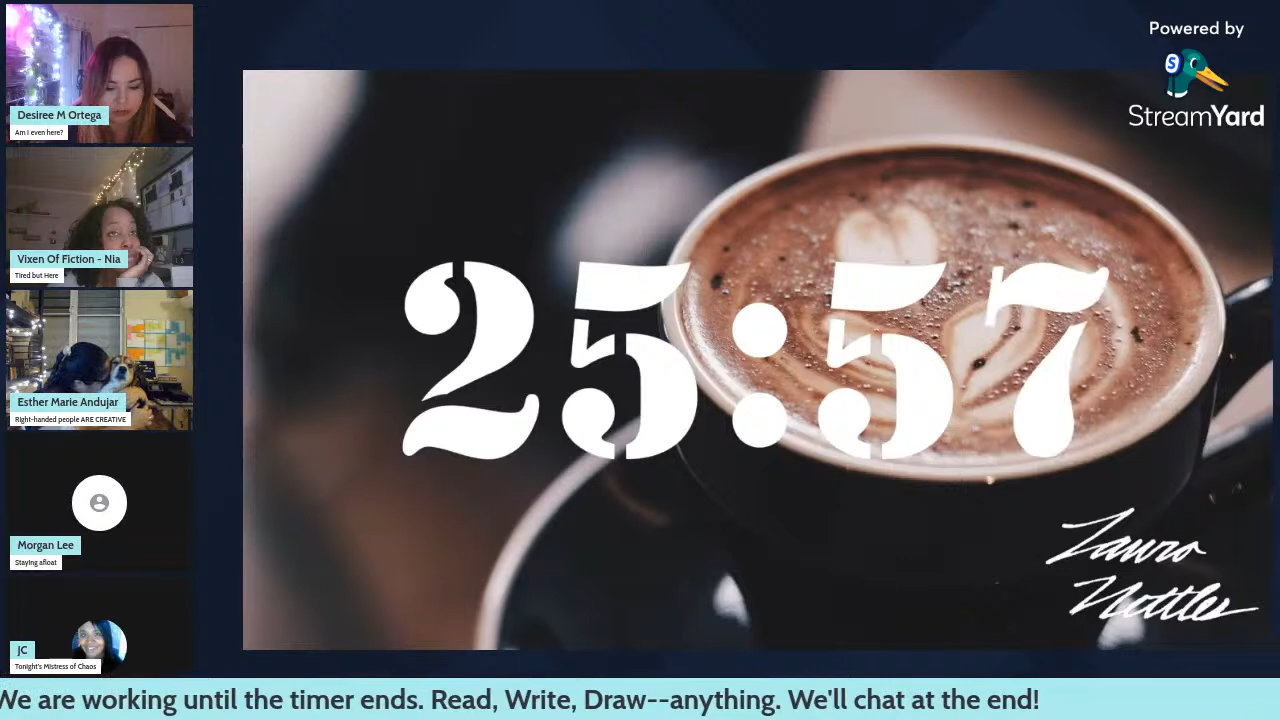 Powered by
StreamYard
Desiree M Ortega
Am I even here?
Vixen Of Fiction - Nia
Tired but Here
Esther Marie Andujar
Right-handed people ARE CREATIVE
Morgan Lee
Staying afloat
JC
Tonight's Mistress of Chaos
25:57
We are working until the timer ends. Read, Write, Draw--anything. We'll chat at the end!